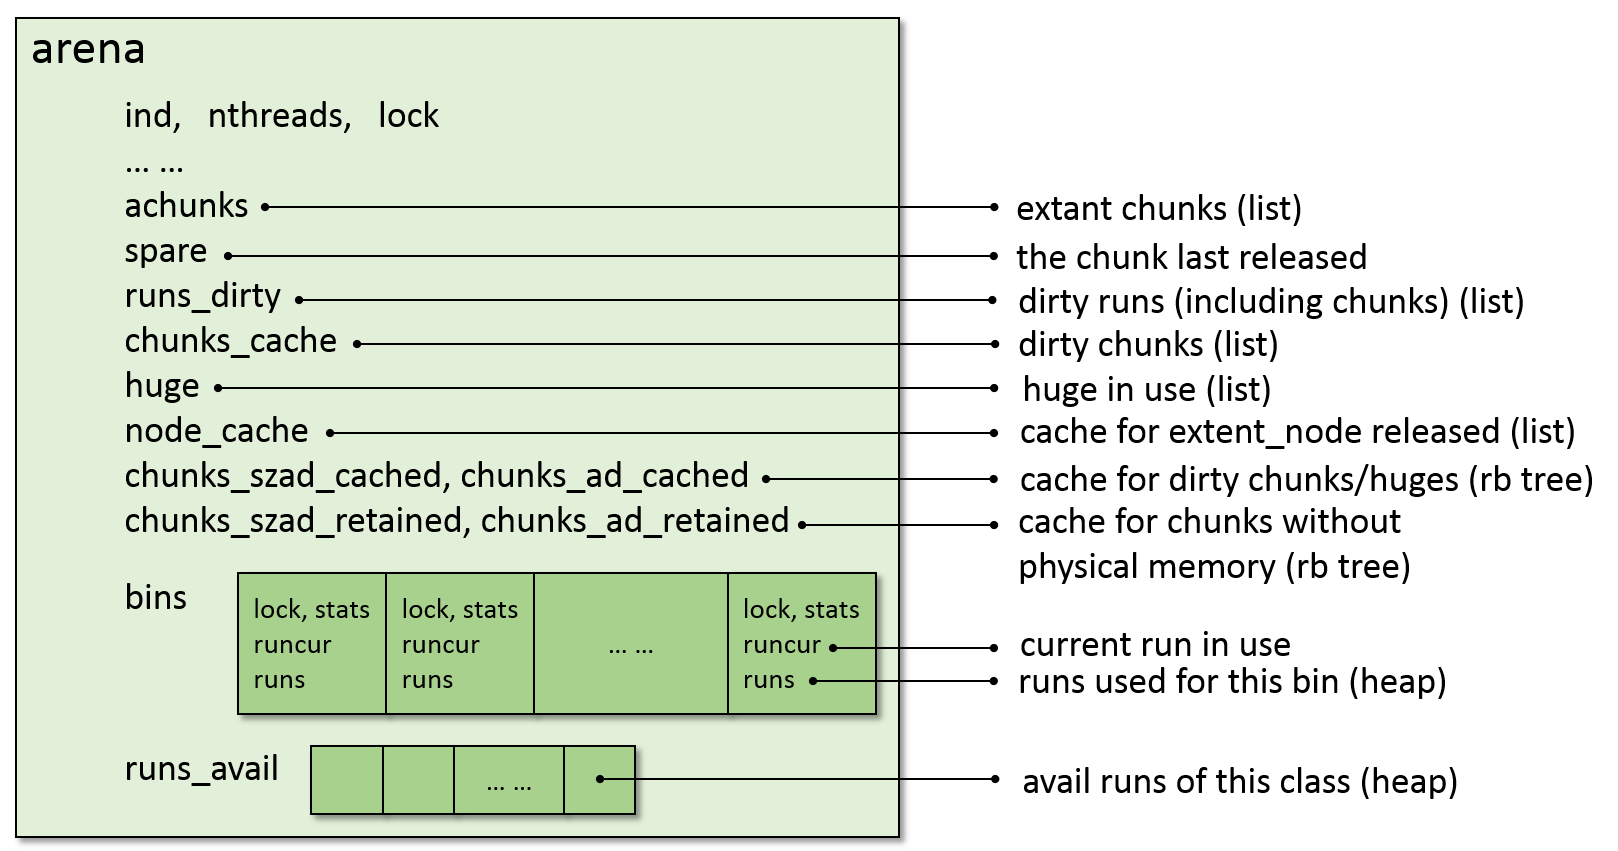 arena
ind, nthreads, lock
... ...
achunks
extant chunks (list)
spare
the chunk last released
runs_dirty
dirty runs (including chunks) (list)
chunks_cache
dirty chunks (list)
huge
huge in use (list)
node_cache
cache for extent_node released (list)
chunks_szad_cached, chunks_ad_cached
cache for dirty chunks/huges (rb tree)
chunks_szad_retained, chunks_ad_retained
cache for chunks without
physical memory (rb tree)
bins
lock, stats
runcur
runs
lock, stats
runcur
runs
... ...
lock, stats
runcur
runs
current run in use
runs used for this bin (heap)
runs_avail
... ...
avail runs of this class (heap)